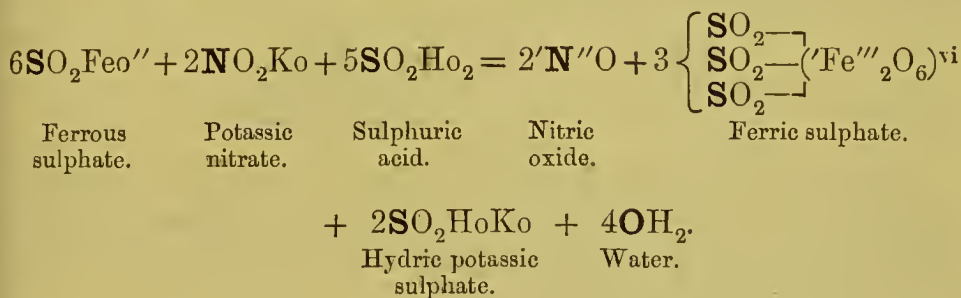 6SO₂Feo″ + 2NO₂Ko + 5SO₂Ho₂ = 2′N″O + 3 { SO₂ SO₂ SO₂ (′Fe‴₂O₆)ᵛⁱ
Ferrous sulphate. Potassic nitrate. Sulphuric acid. Nitric oxide. Ferric sulphate.
+ 2SO₂HoKo + 4OH₂.
Hydric potassic sulphate. Water.